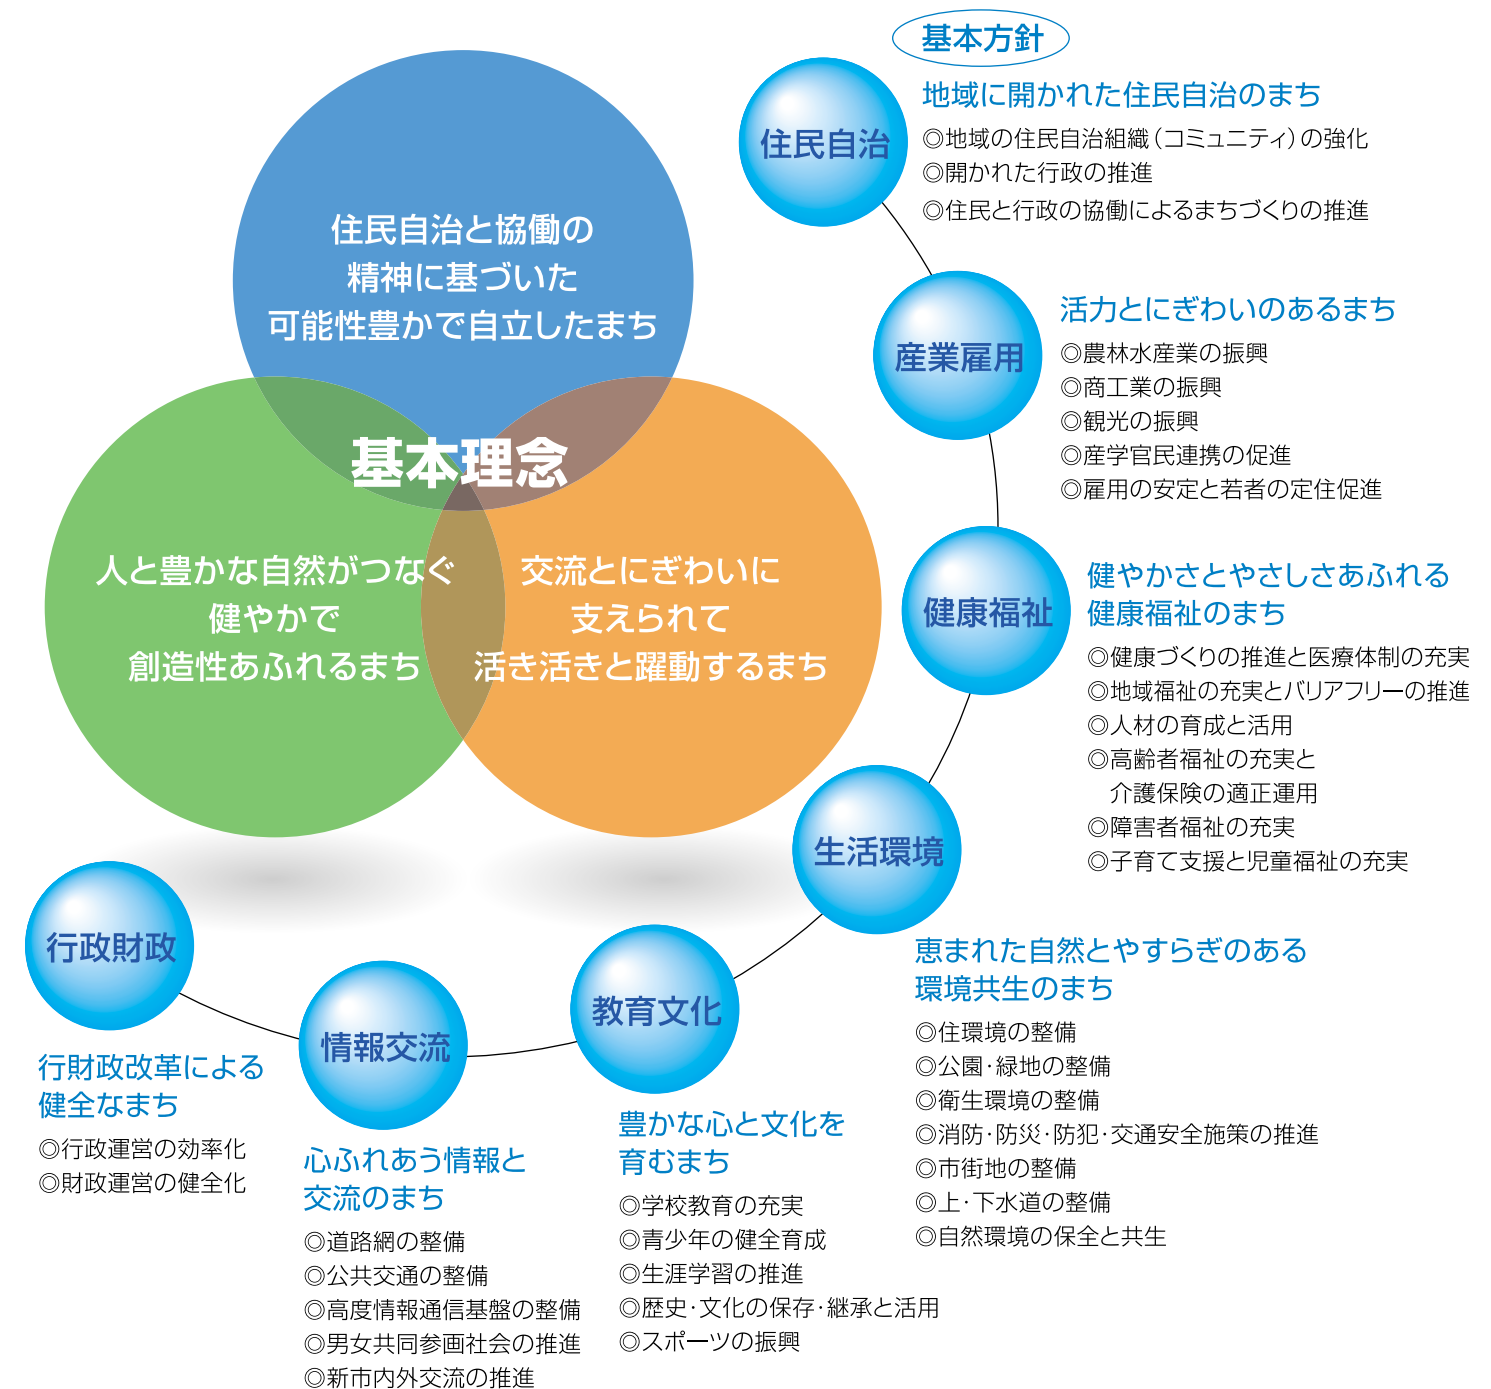 住民自治と協働の
精神に基づいた
可能性豊かで自立したまち
基本理念
人と豊かな自然がつなぐ
健やかで
創造性あふれるまち
交流とにぎわいに
支えられて
活き活きと躍動するまち
基本方針
住民自治
地域に開かれた住民自治のまち
◎地域の住民自治組織(コミュニティ)の強化
◎開かれた行政の推進
◎住民と行政の協働によるまちづくりの推進
産業雇用
活力とにぎわいのあるまち
◎農林水産業の振興
◎商工業の振興
◎観光の振興
◎産学官民連携の促進
◎雇用の安定と若者の定住促進
健康福祉
健やかさとやさしさあふれる
健康福祉のまち
◎健康づくりの推進と医療体制の充実
◎地域福祉の充実とバリアフリーの推進
◎人材の育成と活用
◎高齢者福祉の充実と
介護保険の適正運用
◎障害者福祉の充実
◎子育て支援と児童福祉の充実
生活環境
恵まれた自然とやすらぎのある
環境共生のまち
◎住環境の整備
◎公園・緑地の整備
◎衛生環境の整備
◎消防・防災・防犯・交通安全施策の推進
◎市街地の整備
◎上・下水道の整備
◎自然環境の保全と共生
教育文化
豊かな心と文化を
育むまち
◎学校教育の充実
◎青少年の健全育成
◎生涯学習の推進
◎歴史・文化の保存・継承と活用
◎スポーツの振興
情報交流
心ふれあう情報と
交流のまち
◎道路網の整備
◎公共交通の整備
◎高度情報通信基盤の整備
◎男女共同参画社会の推進
◎新市内外交流の推進
行政財政
行財政改革による
健全なまち
◎行政運営の効率化
◎財政運営の健全化